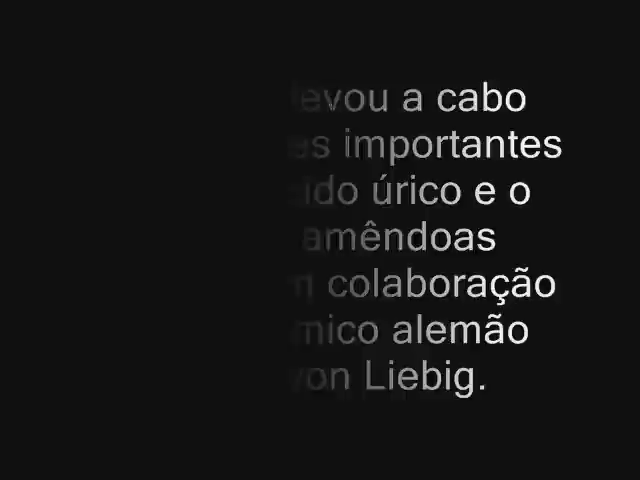 levou a cabo
es importantes
ido úrico e o
amêndoas
colaboração
mico alemão
von Liebig.